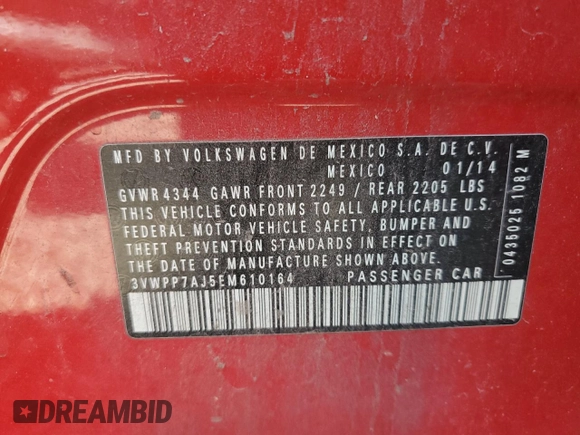 MFD BY VOLKSWAGEN DE MEXICO S.A. DE C.V.
MEXICO 01/14
GVWR 4344 GAWR FRONT 2249 / REAR 2205 LBS
THIS VEHICLE CONFORMS TO ALL APPLICABLE U.S.
FEDERAL MOTOR VEHICLE SAFETY, BUMPER AND
THEFT PREVENTION STANDARDS IN EFFECT ON
THE DATE OF MANUFACTURE SHOWN ABOVE.
3VWPP7AJ5EM610164 PASSENGER CAR
0435025 1082 M
DREAMBID